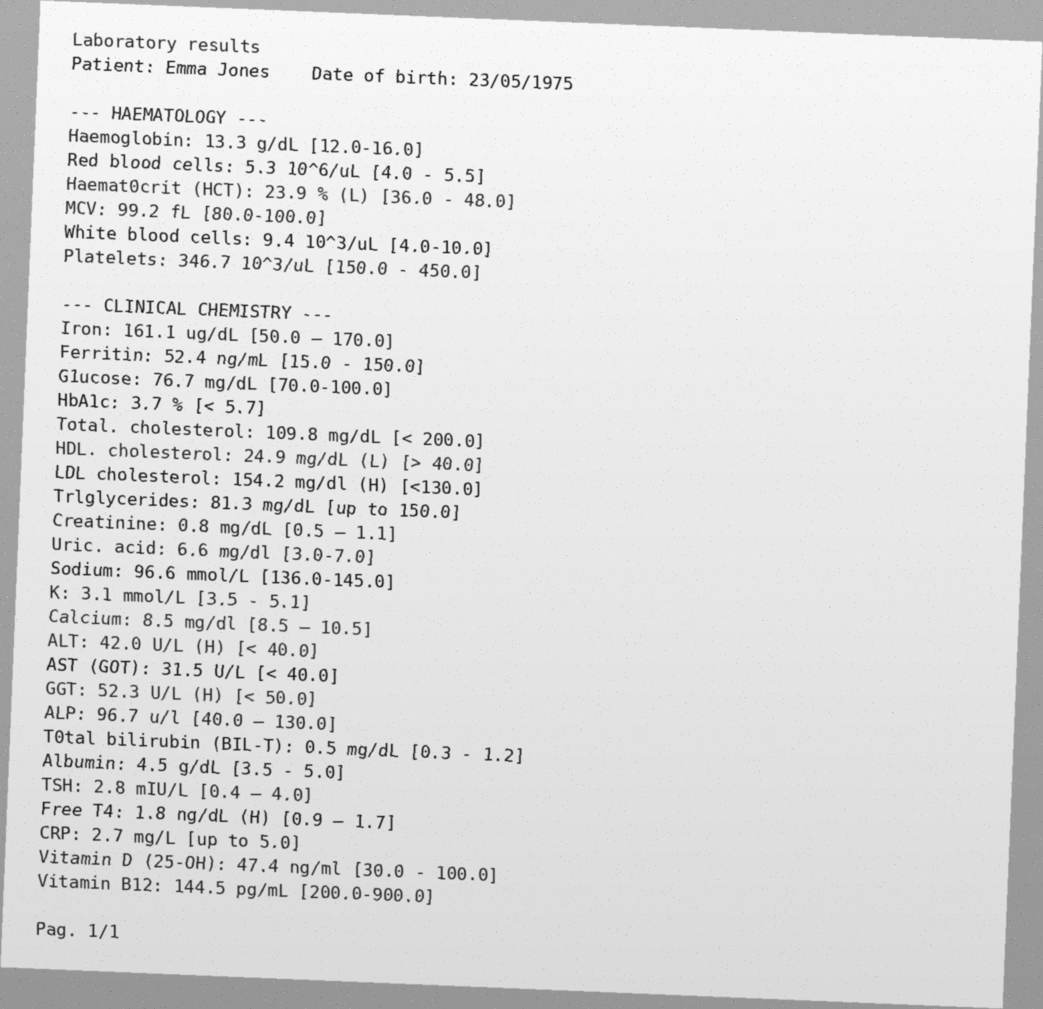 Laboratory results
Patient: Emma Jones    Date of birth: 23/05/1975
--- HAEMATOLOGY ---
Haemoglobin: 13.3 g/dL [12.0-16.0]
Red blood cells: 5.3 10^6/uL [4.0 - 5.5]
Haemat0crit (HCT): 23.9 % (L) [36.0 - 48.0]
MCV: 99.2 fL [80.0-100.0]
White blood cells: 9.4 10^3/uL [4.0-10.0]
Platelets: 346.7 10^3/uL [150.0 - 450.0]
--- CLINICAL CHEMISTRY ---
Iron: 161.1 ug/dL [50.0 – 170.0]
Ferritin: 52.4 ng/mL [15.0 - 150.0]
G1ucose: 76.7 mg/dL [70.0-100.0]
HbA1c: 3.7 % [< 5.7]
Total. cholesterol: 109.8 mg/dL [< 200.0]
HDL. cholesterol: 24.9 mg/dL (L) [> 40.0]
LDL cholesterol: 154.2 mg/dl (H) [<130.0]
Trlglycerides: 81.3 mg/dL [up to 150.0]
Creatinine: 0.8 mg/dL [0.5 – 1.1]
Uric. acid: 6.6 mg/dl [3.0-7.0]
Sodium: 96.6 mmol/L [136.0-145.0]
K: 3.1 mmol/L [3.5 - 5.1]
Calcium: 8.5 mg/dl [8.5 – 10.5]
ALT: 42.0 U/L (H) [< 40.0]
AST (GOT): 31.5 U/L [< 40.0]
GGT: 52.3 U/L (H) [< 50.0]
ALP: 96.7 u/l [40.0 – 130.0]
T0tal bilirubin (BIL-T): 0.5 mg/dL [0.3 - 1.2]
Albumin: 4.5 g/dL [3.5 - 5.0]
TSH: 2.8 mIU/L [0.4 – 4.0]
Free T4: 1.8 ng/dL (H) [0.9 – 1.7]
CRP: 2.7 mg/L [up to 5.0]
Vitamin D (25-OH): 47.4 ng/ml [30.0 - 100.0]
Vitamin B12: 144.5 pg/mL [200.0-900.0]
Pag. 1/1